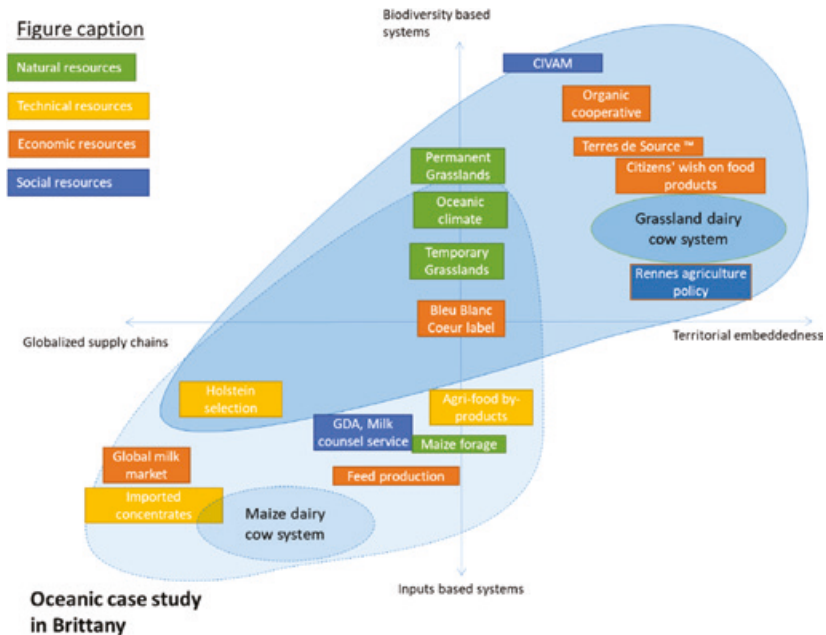 Figure caption
Natural resources
Technical resources
Economic resources
Social resources
Biodiversity based
systems
CIVAM
Organic
cooperative
Terres de Source ™
Citizens' wish on food
products
Permanent
Grasslands
Oceanic
climate
Grassland dairy
cow system
Temporary
Grasslands
Rennes agriculture
policy
Bleu Blanc
Coeur label
Globalized supply chains
Territorial embeddedness
Holstein
selection
Agri-food by-
products
GDA, Milk
counsel service
Maize forage
Global milk
market
Feed production
Imported
concentrates
Maize dairy
cow system
Inputs based systems
Oceanic case study
in Brittany